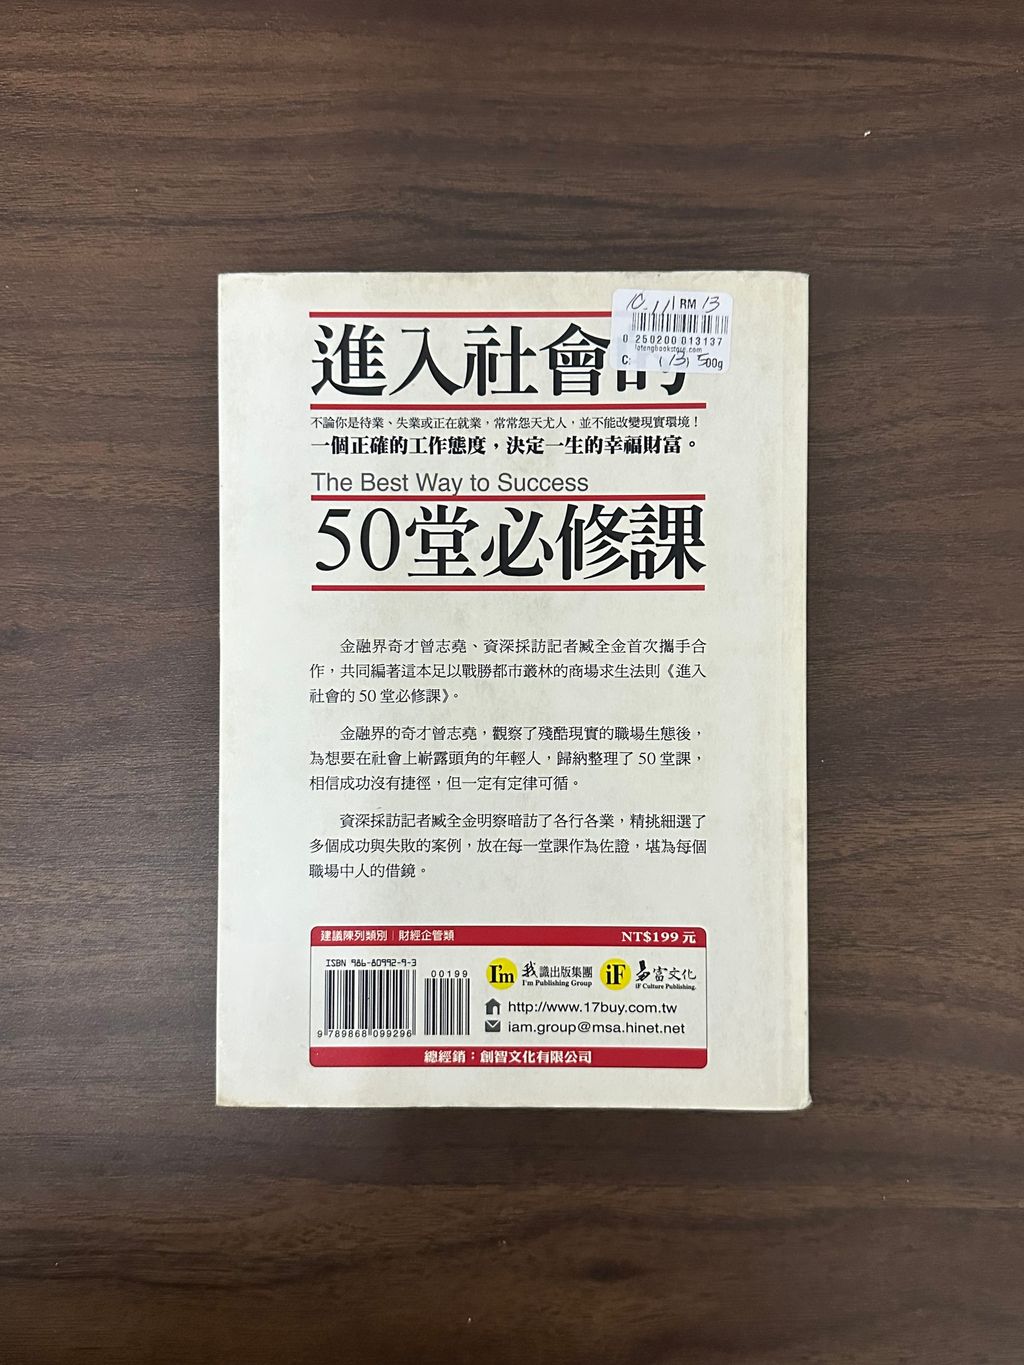 RM 13
0 250200 013137
lotengbookstore.com
C:
(13) 500g
進入社會的
不論你是待業、失業或正在就業，常常怨天尤人，並不能改變現實環境！
一個正確的工作態度，決定一生的幸福財富。
The Best Way to Success
50堂必修課
金融界奇才曾志堯、資深採訪記者臧全金首次攜手合
作，共同編著這本足以戰勝都市叢林的商場求生法則《進入
社會的 50 堂必修課》。
金融界的奇才曾志堯，觀察了殘酷現實的職場生態後，
為想要在社會上嶄露頭角的年輕人，歸納整理了 50 堂課，
相信成功沒有捷徑，但一定有定律可循。
資深採訪記者臧全金明察暗訪了各行各業，精挑細選了
多個成功與失敗的案例，放在每一堂課作為佐證，堪為每個
職場中人的借鏡。
建議陳列類別｜財經企管類 NT$199 元
ISBN 986-80992-9-3
00199
9 789868 099296
I'm 我識出版集團
I'm Publishing Group
iF 易富文化
iF Culture Publishing.
http://www.17buy.com.tw
iam.group@msa.hinet.net
總經銷：創智文化有限公司